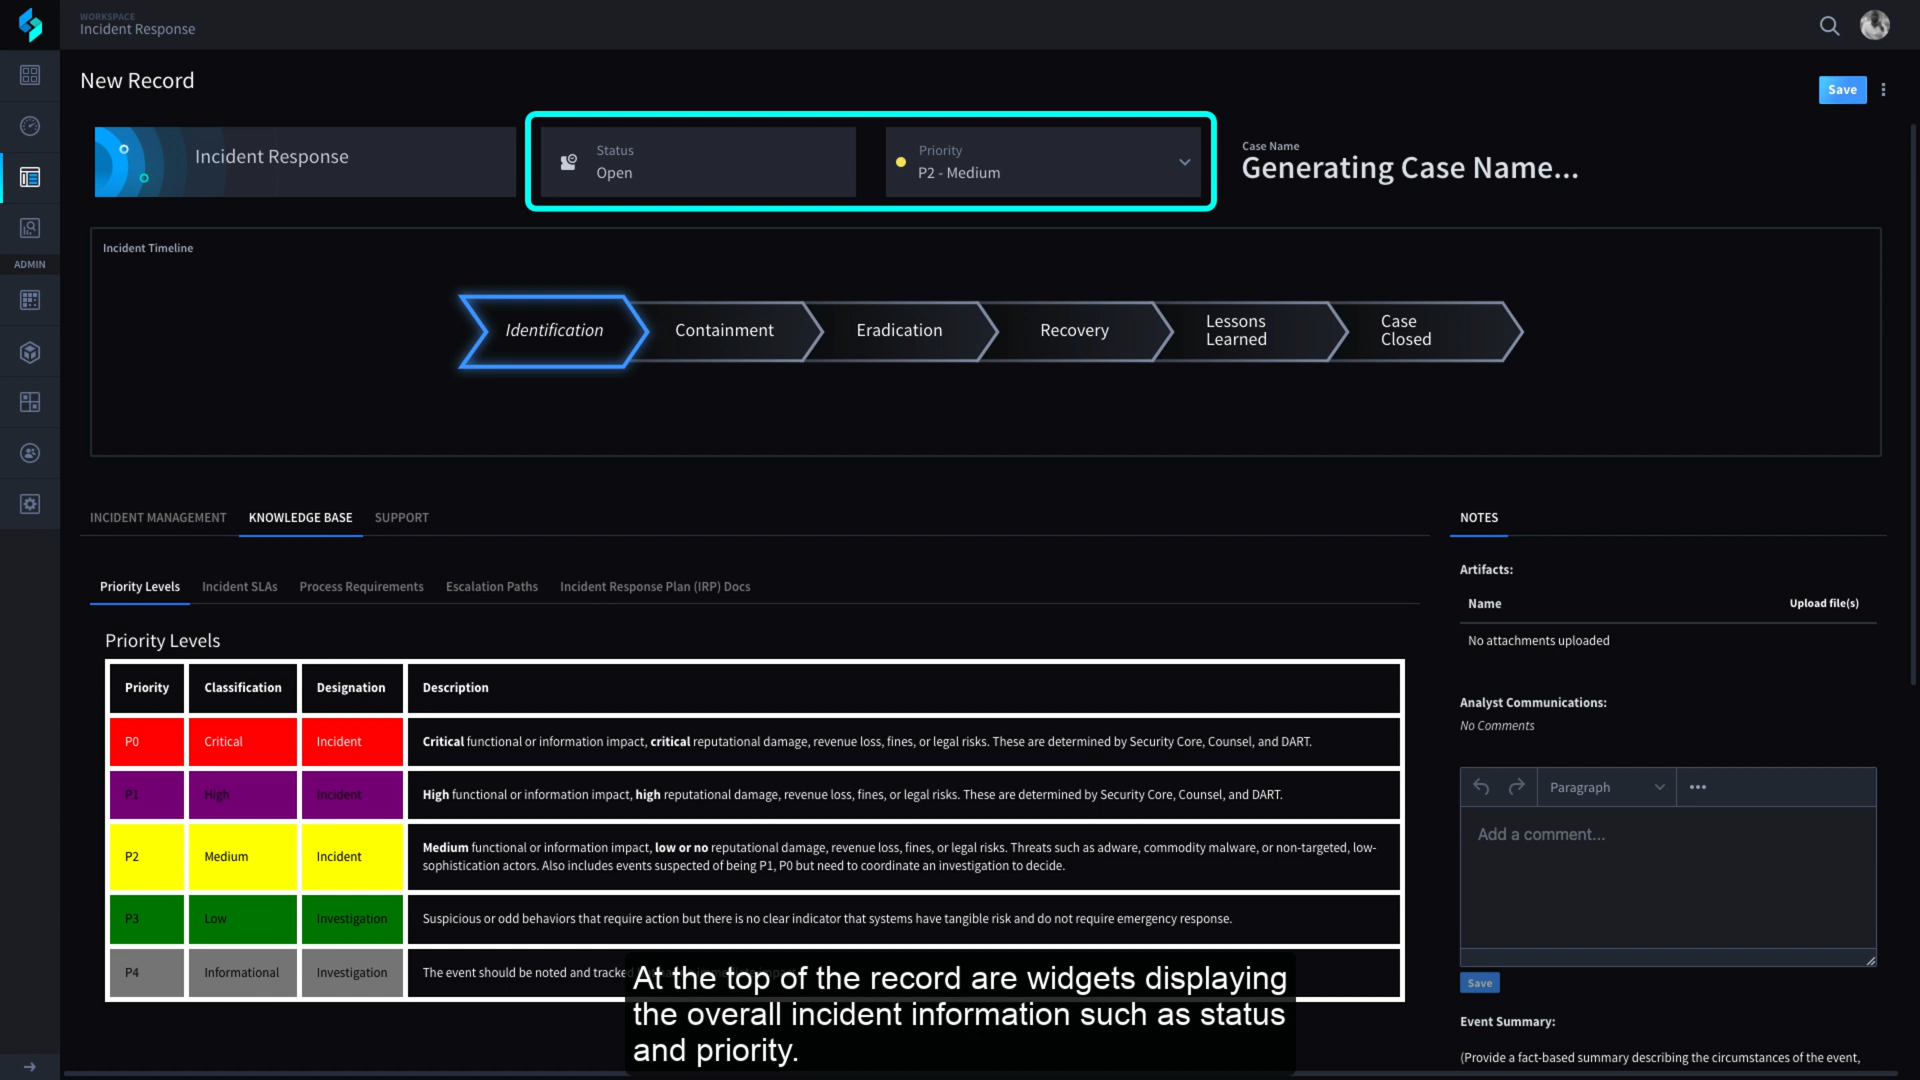 WORKSPACE
Incident Response
New Record
Save
Incident Response
Status
Open
Priority
P2 - Medium
Case Name
Generating Case Name...
Incident Timeline
Identification
Containment
Eradication
Recovery
Lessons
Learned
Case
Closed
ADMIN
INCIDENT MANAGEMENT
KNOWLEDGE BASE
SUPPORT
Priority Levels
Incident SLAs
Process Requirements
Escalation Paths
Incident Response Plan (IRP) Docs
Priority Levels
Priority Classification Designation Description
P0 Critical Incident Critical functional or information impact, critical reputational damage, revenue loss, fines, or legal risks. These are determined by Security Core, Counsel, and DART.
P1 High Incident High functional or information impact, high reputational damage, revenue loss, fines, or legal risks. These are determined by Security Core, Counsel, and DART.
P2 Medium Incident Medium functional or information impact, low or no reputational damage, revenue loss, fines, or legal risks. Threats such as adware, commodity malware, or non-targeted, low-
sophistication actors. Also includes events suspected of being P1, P0 but need to coordinate an investigation to decide.
P3 Low Investigation Suspicious or odd behaviors that require action but there is no clear indicator that systems have tangible risk and do not require emergency response.
P4 Informational Investigation The event should be noted and tracke
At the top of the record are widgets displaying
the overall incident information such as status
and priority.
NOTES
Artifacts:
Name
Upload file(s)
No attachments uploaded
Analyst Communications:
No Comments
Paragraph
Add a comment...
Save
Event Summary:
(Provide a fact-based summary describing the circumstances of the event,